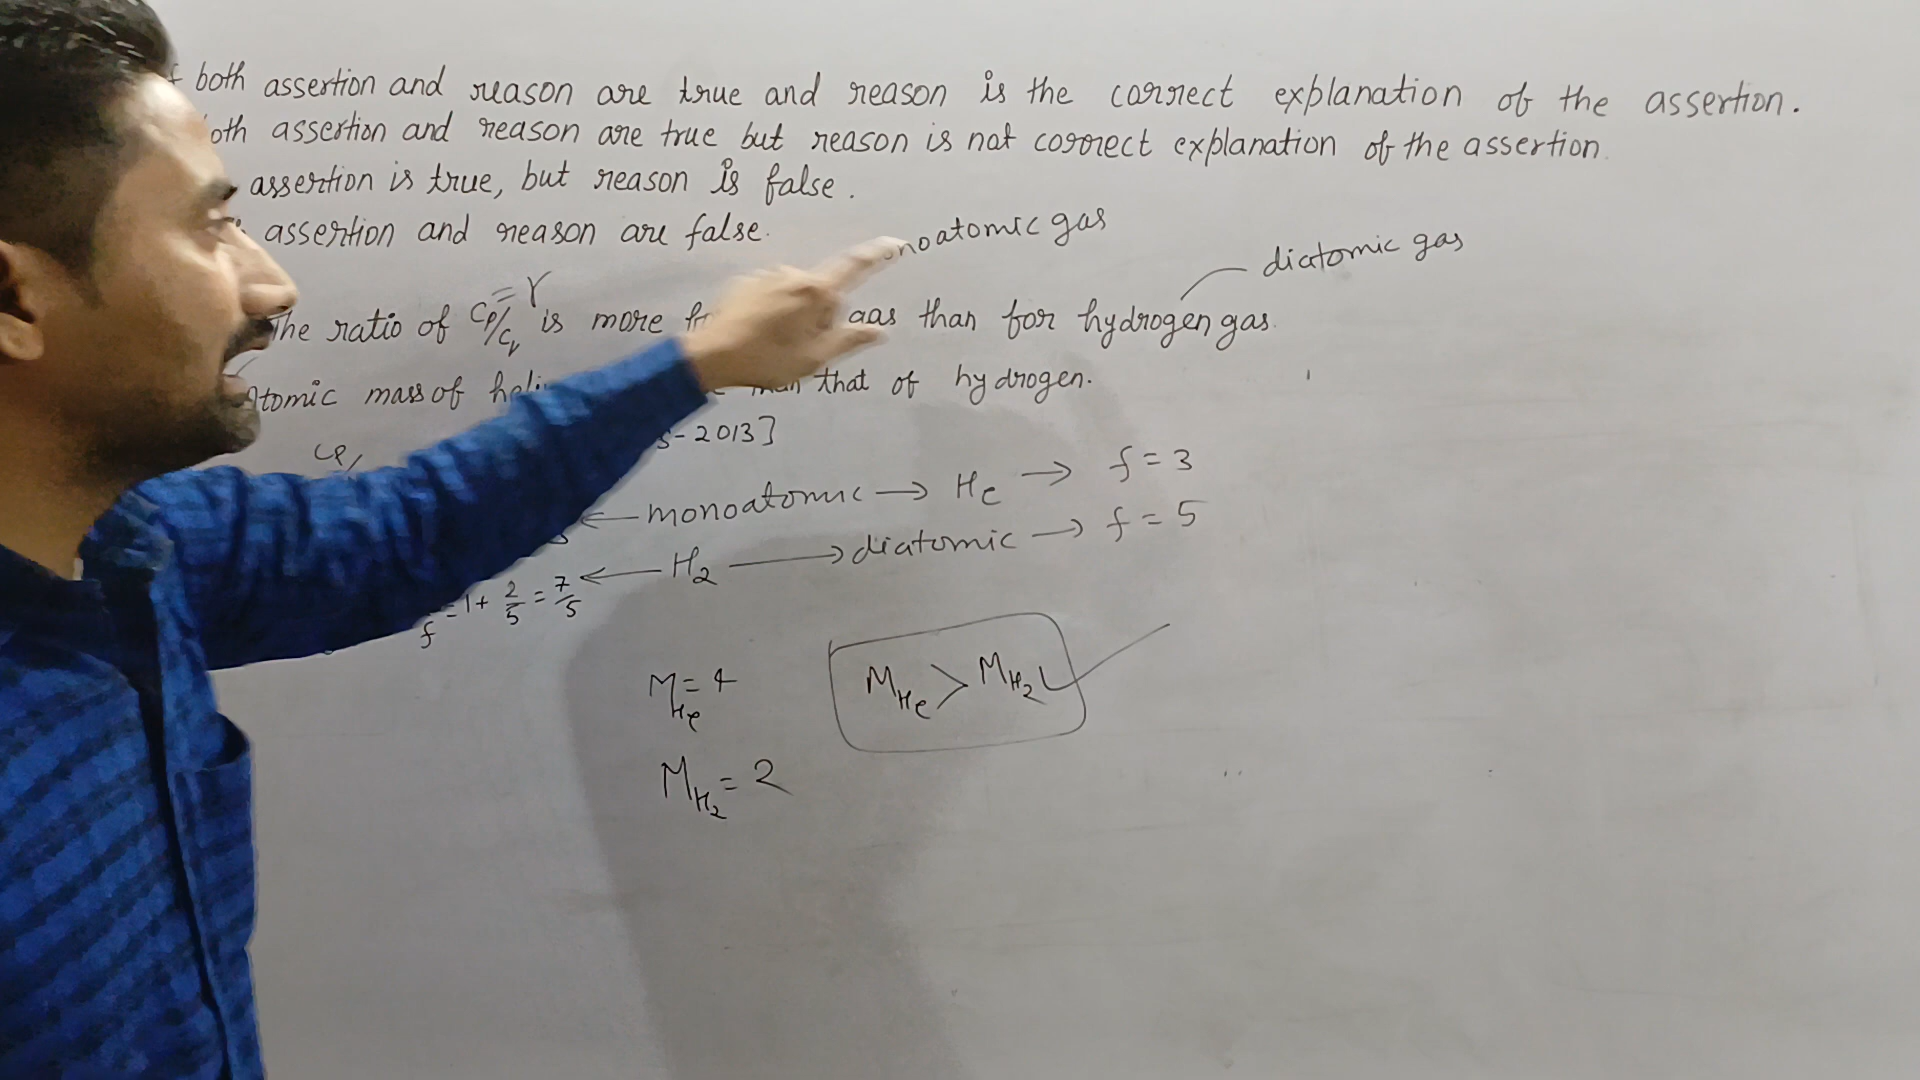 both assertion and reason are true and reason is the correct explanation of the assertion.
oth assertion and reason are true but reason is not correct explanation of the assertion.
assertion is true, but reason is false.
assertion and reason are false.
noatomic gas
diatomic gas
= γ
The ratio of Cp/Cv is more gas than for hydrogen gas.
Atomic mass of heli that of hydrogen.
s-2013]
Cp/
← monoatomic → He → f = 3
= 1 + 2/5 = 7/5 ← H2 → diatomic → f = 5
f
M He = 4
M H2 = 2
M He > M H2